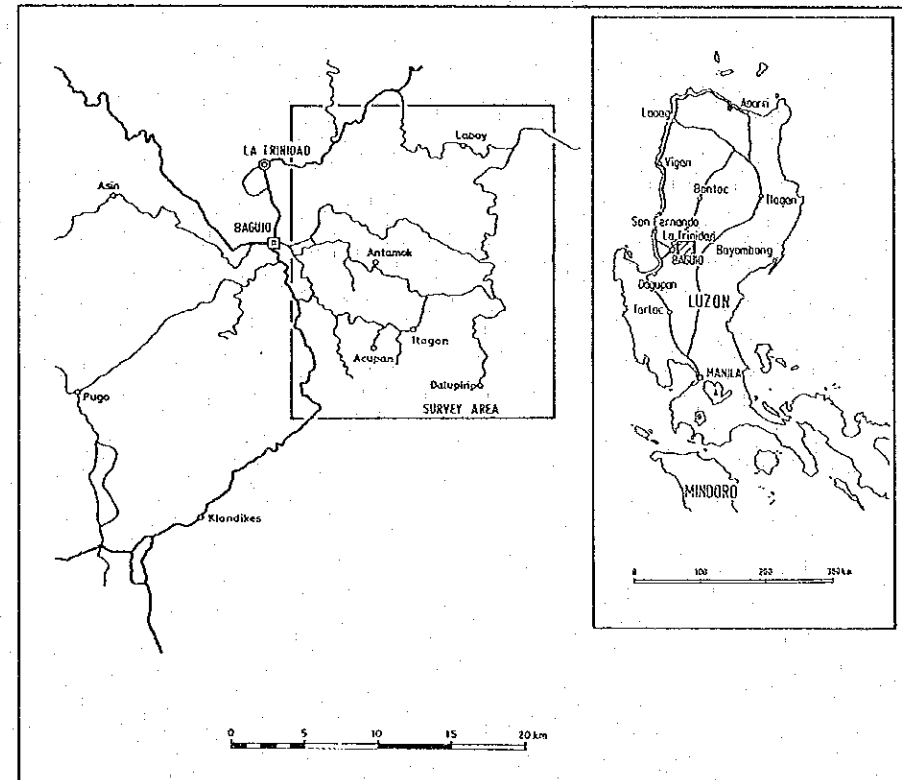 LA TRINIDAD
Laboy
Asin
BAGUIO
Antamok
Itogon
Acupan
Dalupirip
SURVEY AREA
Pugo
Klondikes
0 5 10 15 20 km
Laoag
Aparri
Vigan
Bontoc
Ilagan
San Fernando
La Trinidad
BAGUIO
Bayombong
Dagupan
LUZON
Tarlac
MANILA
MINDORO
0 100 200